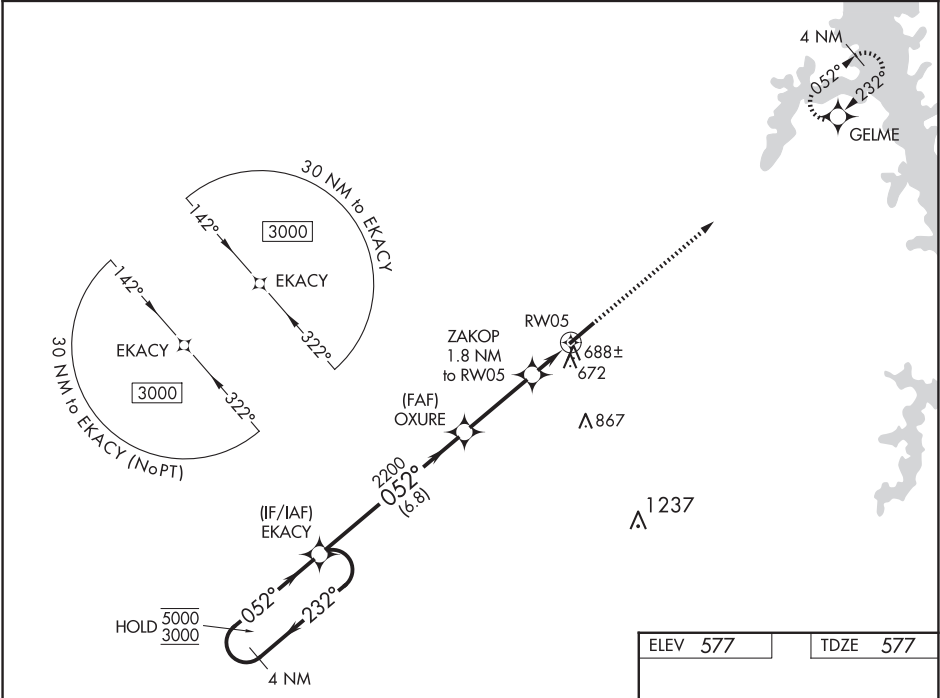 4 NM
052°
232°
GELME
30 NM to EKACY
142°
3000
EKACY
322°
142°
EKACY
3000
322°
30 NM to EKACY (NoPT)
RW05
ZAKOP
1.8 NM
to RW05
688±
672
(FAF)
OXURE
867
2200
052°
(6.8)
1237
(IF/IAF)
EKACY
052°
232°
HOLD 5000
3000
4 NM
ELEV 577
TDZE 577